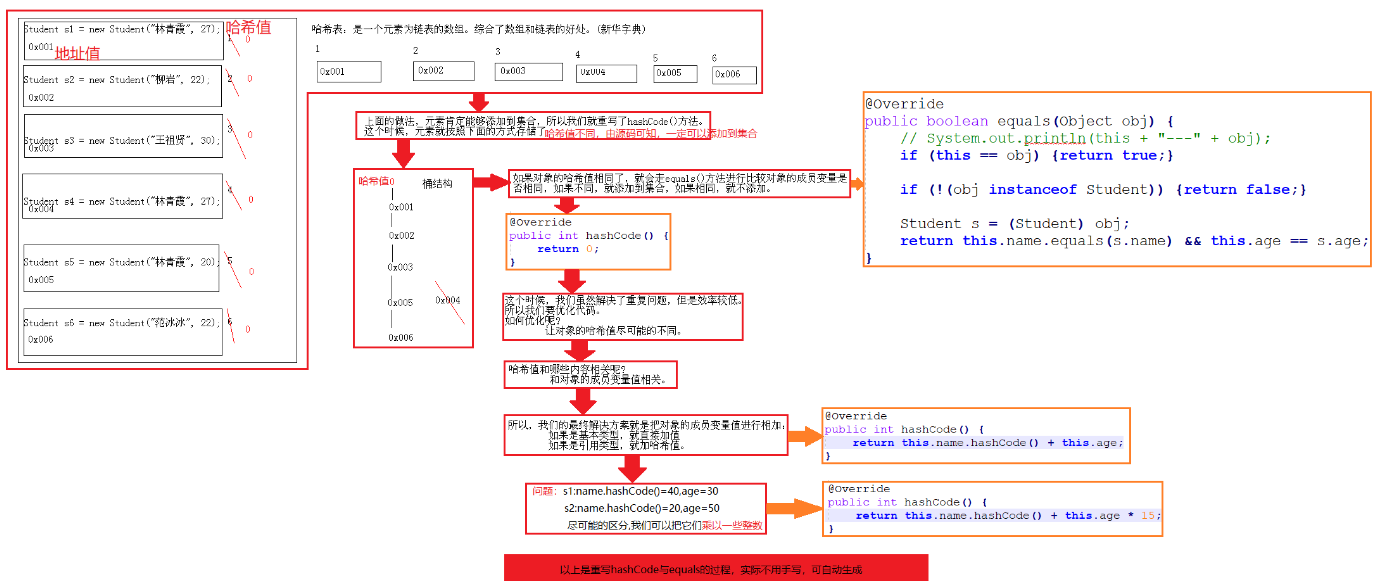 Student s1 = new Student("林青霞", 27);
0x001
地址值
哈希值
1
0
Student s2 = new Student("柳岩", 22);
0x002
2
0
Student s3 = new Student("王祖贤", 30);
0x003
3
0
Student s4 = new Student("林青霞", 27);
0x004
4
0
Student s5 = new Student("林青霞", 20);
0x005
5
0
Student s6 = new Student("范冰冰", 22);
0x006
6
0
哈希表: 是一个元素为链表的数组。综合了数组和链表的好处。(新华字典)
1 2 3 4 5 6
0x001 0x002 0x003 0x004 0x005 0x006
上面的做法,元素肯定能够添加到集合,所以我们就重写了hashCode()方法。
这个时候,元素就按照下面的方式存储了
哈希值不同,由源码可知,一定可以添加到集合
哈希值0
桶结构
0x001
0x002
0x003
0x005
0x004
0x006
如果对象的哈希值相同了,就会走equals()方法进行比较对象的成员变量是
否相同,如果不同,就添加到集合,如果相同,就不添加。
@Override
public boolean equals(Object obj) {
// System.out.println(this + "---" + obj);
if (this == obj) {return true;}
if (!(obj instanceof Student)) {return false;}
Student s = (Student) obj;
return this.name.equals(s.name) && this.age == s.age;
}
@Override
public int hashCode() {
return 0;
}
这个时候,我们虽然解决了重复问题,但是效率较低。
所以我们要优化代码。
如何优化呢?
让对象的哈希值尽可能的不同。
哈希值和哪些内容相关呢?
和对象的成员变量值相关。
所以,我们的最终解决方案就是把对象的成员变量值进行相加:
如果是基本类型,就直接加值
如果是引用类型,就加哈希值。
@Override
public int hashCode() {
return this.name.hashCode() + this.age;
}
问题: s1:name.hashCode()=40,age=30
s2:name.hashCode()=20,age=50
尽可能的区分,我们可以把它们乘以一些整数
@Override
public int hashCode() {
return this.name.hashCode() + this.age * 15;
}
以上是重写hashCode与equals的过程,实际不用手写,可自动生成